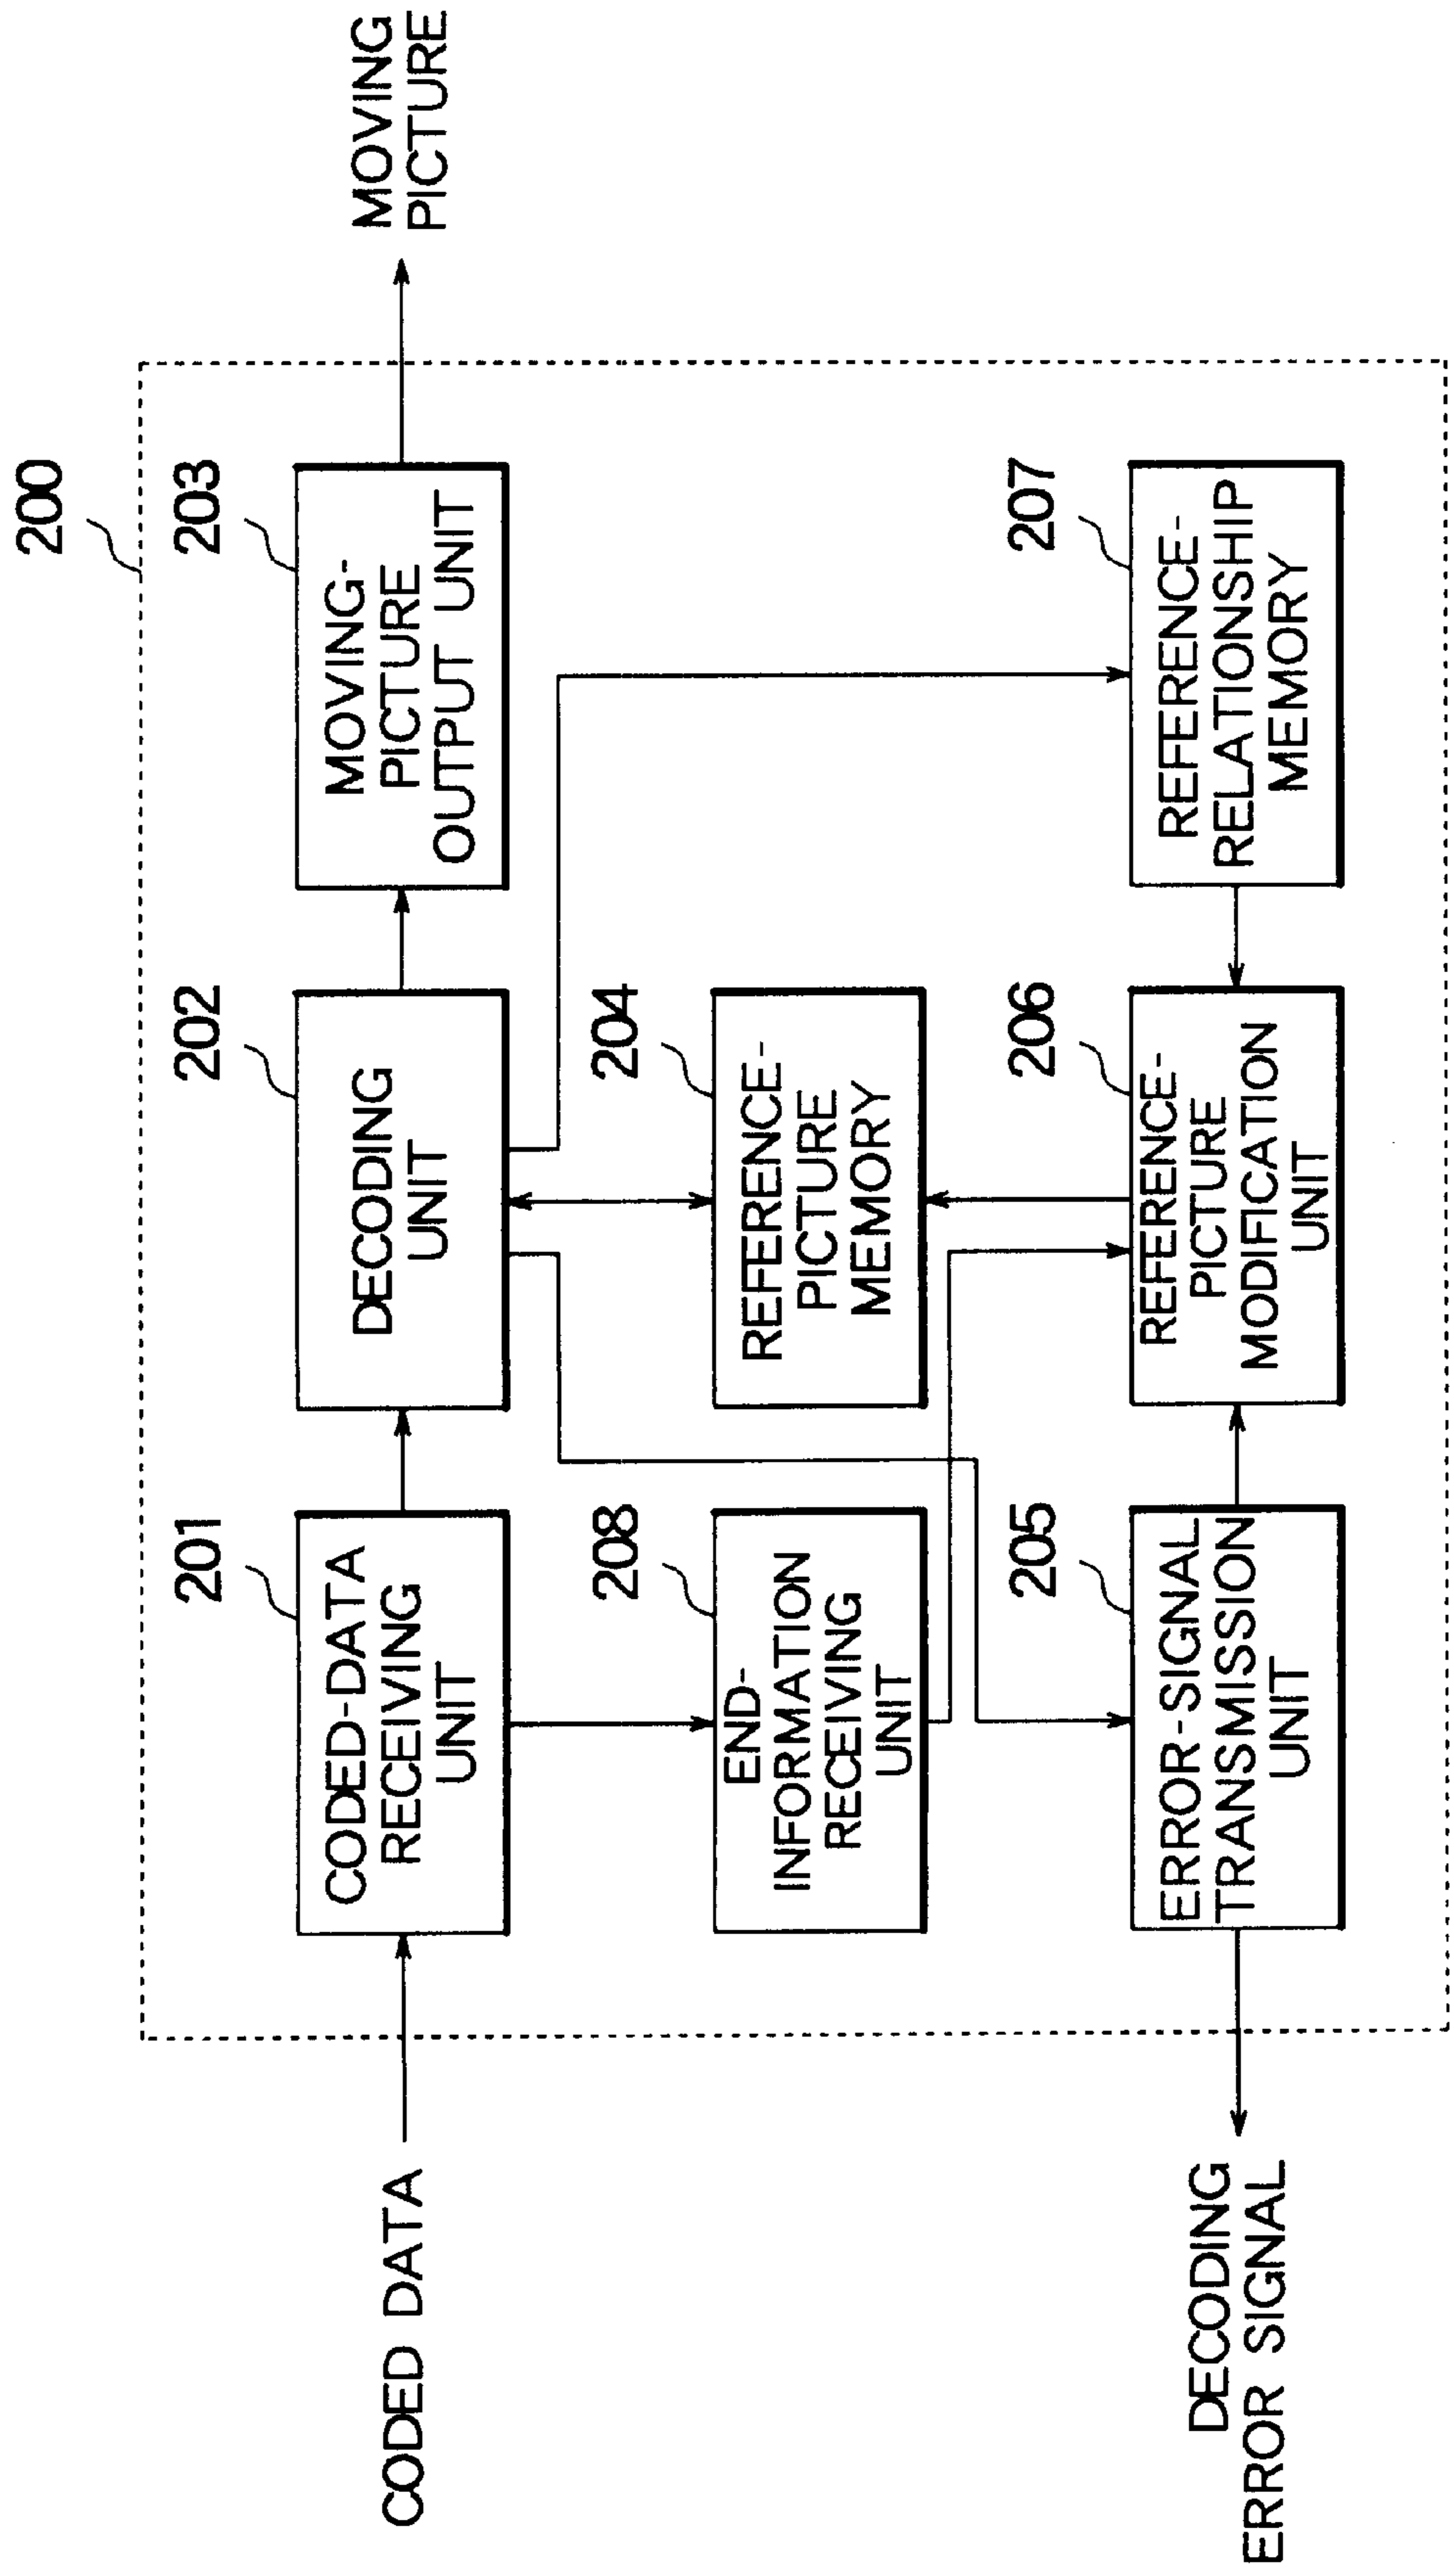 200
201
202
203
CODED DATA
CODED-DATA
RECEIVING
UNIT
DECODING
UNIT
MOVING-
PICTURE
OUTPUT UNIT
MOVING
PICTURE
208
204
END-
INFORMATION
RECEIVING
UNIT
REFERENCE-
PICTURE
MEMORY
205
206
207
DECODING
ERROR SIGNAL
ERROR-SIGNAL
TRANSMISSION
UNIT
REFERENCE-
PICTURE
MODIFICATION
UNIT
REFERENCE-
RELATIONSHIP
MEMORY